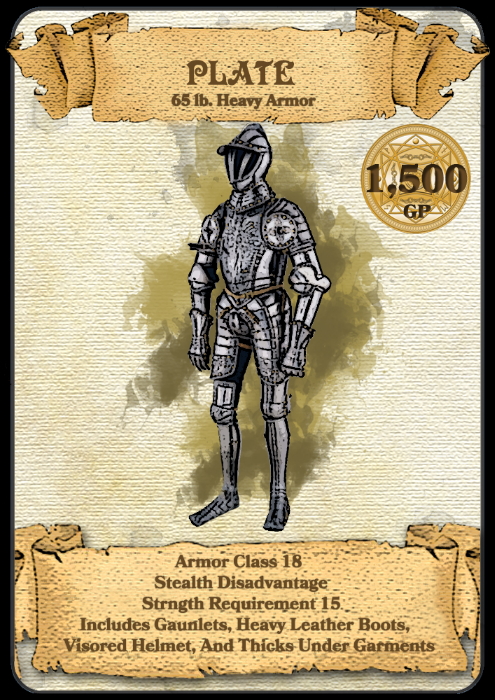 PLATE
65 lb. Heavy Armor
1,500
GP
Armor Class 18
Stealth Disadvantage
Strngth Requirement 15
Includes Gaunlets, Heavy Leather Boots,
Visored Helmet, And Thicks Under Garments